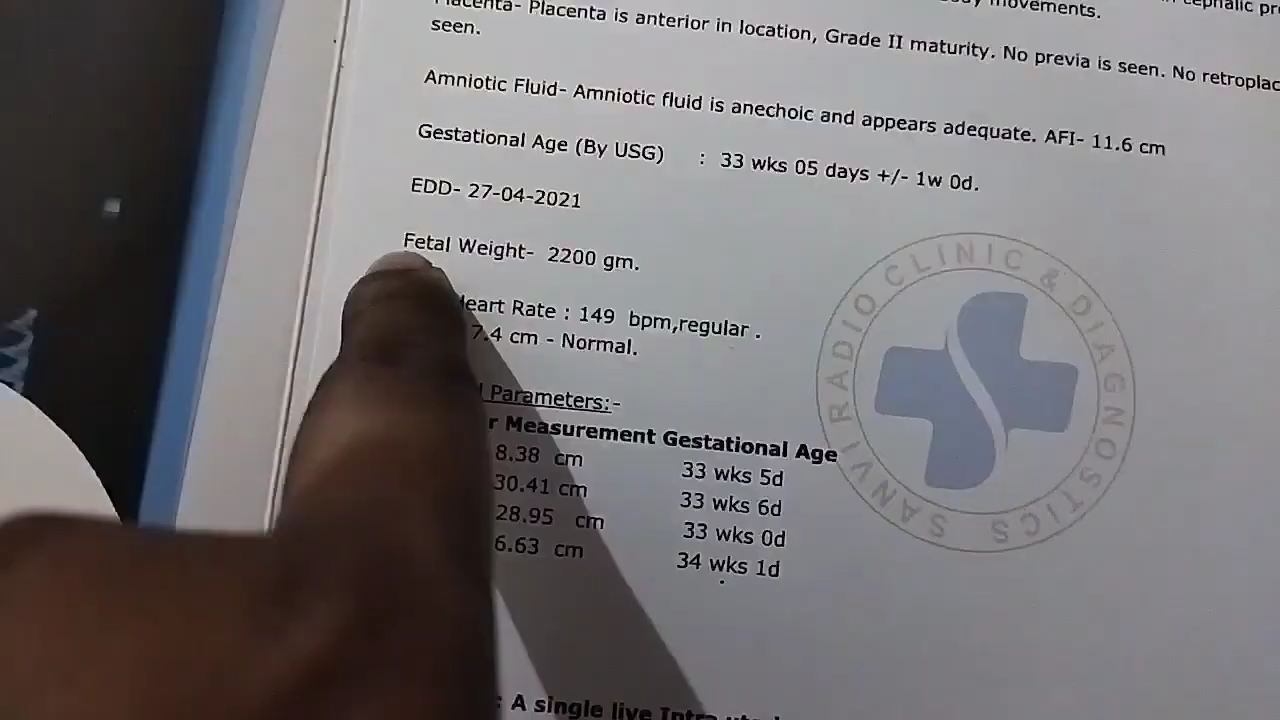 cephalic
movements.
Placenta- Placenta is anterior in location, Grade II maturity. No previa is seen. No retroplac
seen.
Amniotic Fluid- Amniotic fluid is anechoic and appears adequate. AFI- 11.6 cm
Gestational Age (By USG) : 33 wks 05 days +/- 1w 0d.
EDD- 27-04-2021
Fetal Weight- 2200 gm.
Heart Rate : 149 bpm,regular .
7.4 cm - Normal.
Parameters:-
r Measurement Gestational Age
8.38 cm 33 wks 5d
30.41 cm 33 wks 6d
28.95 cm 33 wks 0d
6.63 cm 34 wks 1d
: A single live Intra
SANVI RADIO CLINIC & DIAGNOSTICS